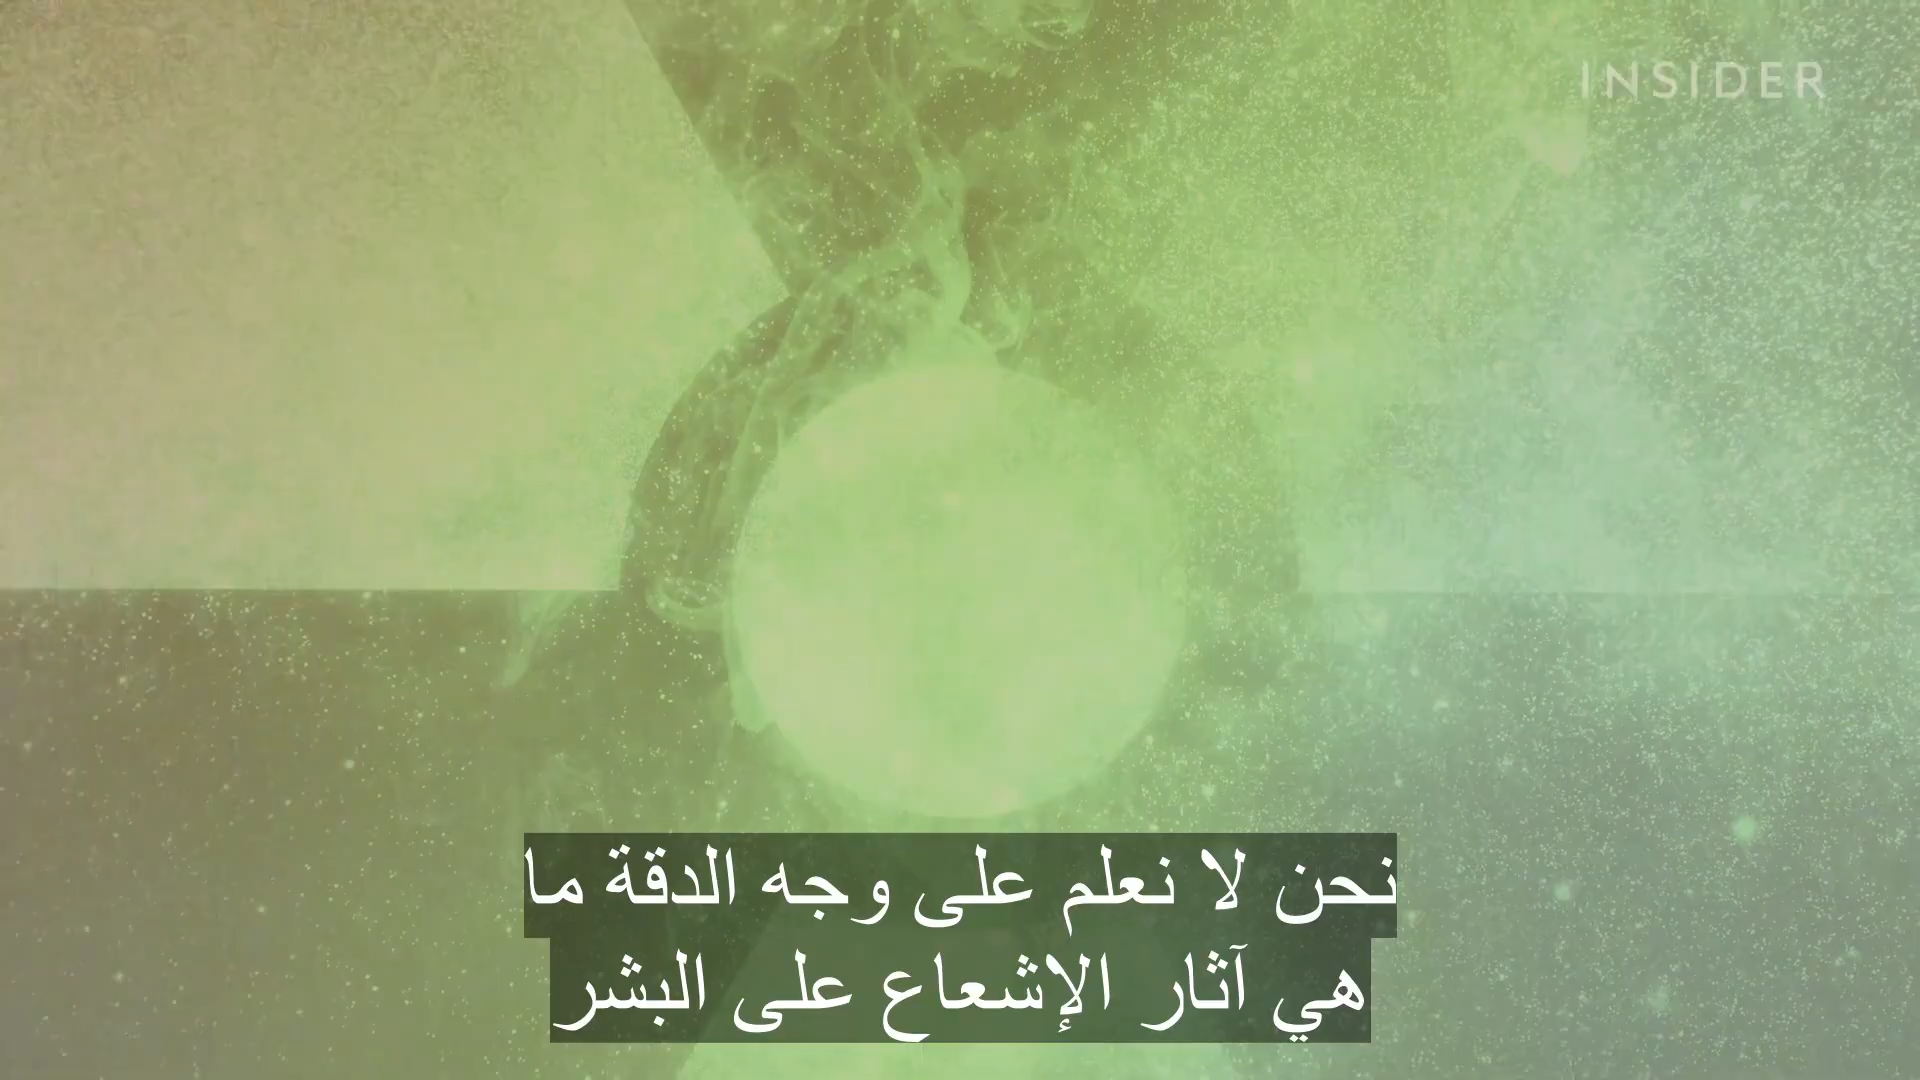 INSIDER
نحن لا نعلم على وجه الدقة ما
هي آثار الإشعاع على البشر